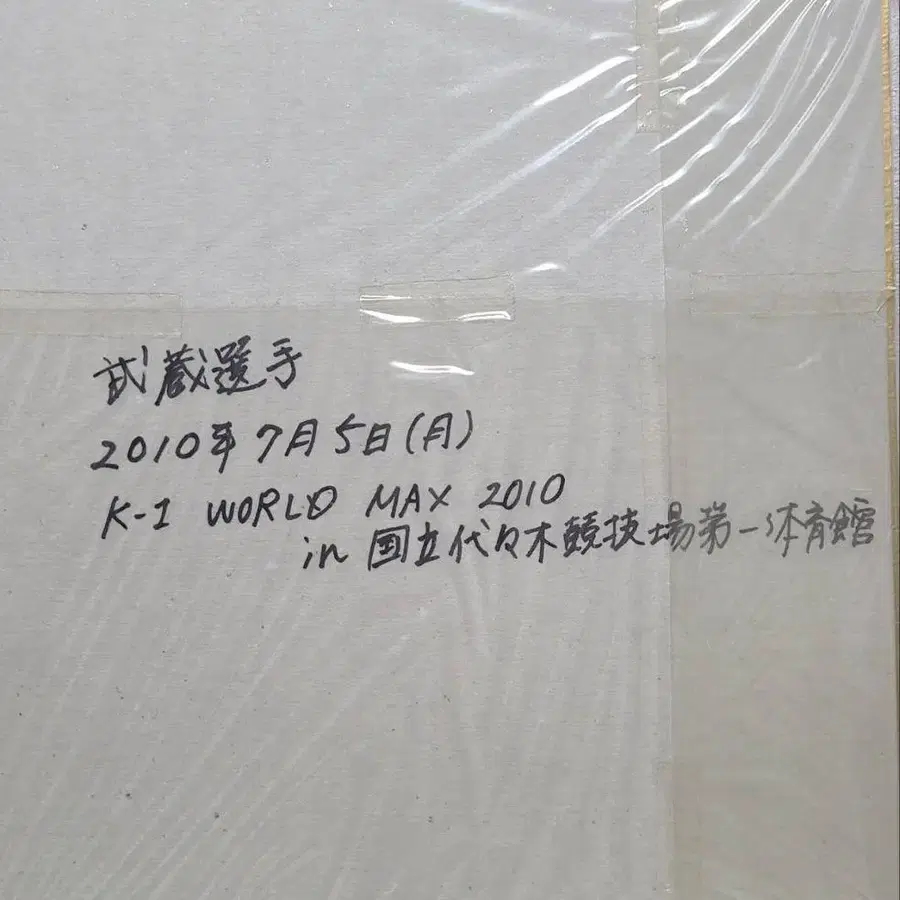 武蔵選手
2010年7月5日(月)
K-1 WORLD MAX 2010
in 国立代々木競技場第一体育館